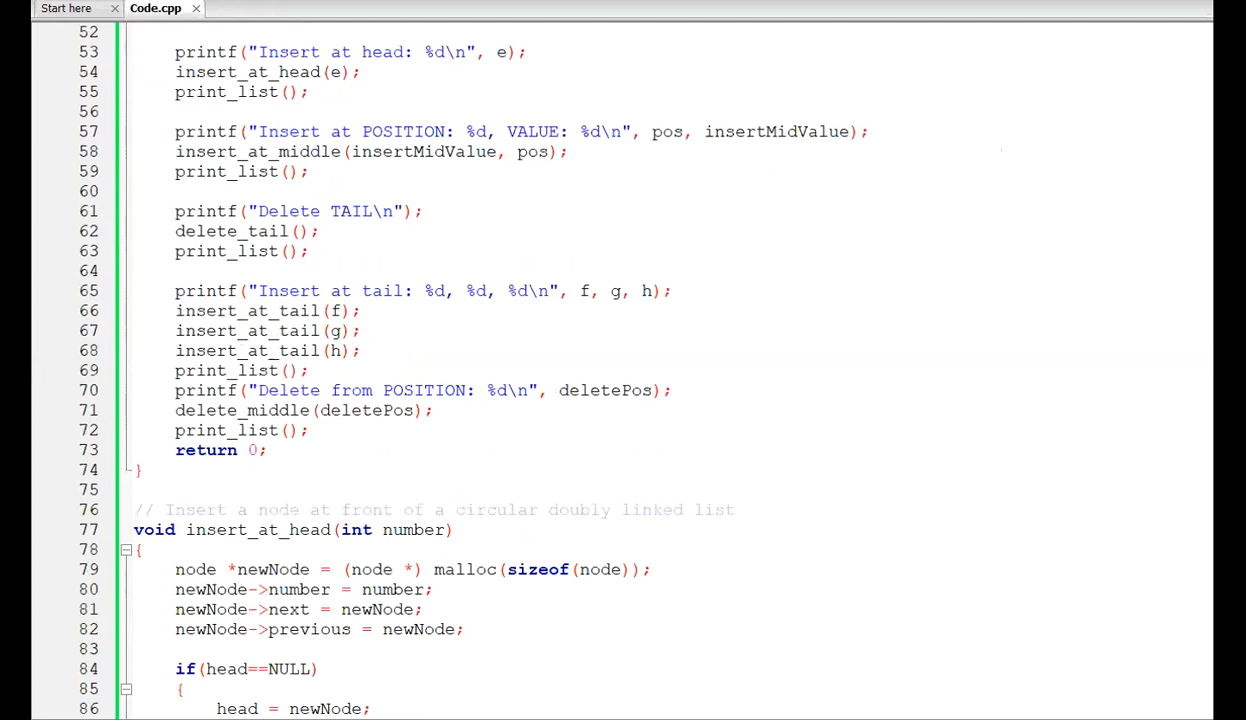 Start here
Code.cpp
52
53 printf("Insert at head: %d\n", e);
54 insert_at_head(e);
55 print_list();
56
57 printf("Insert at POSITION: %d, VALUE: %d\n", pos, insertMidValue);
58 insert_at_middle(insertMidValue, pos);
59 print_list();
60
61 printf("Delete TAIL\n");
62 delete_tail();
63 print_list();
64
65 printf("Insert at tail: %d, %d, %d\n", f, g, h);
66 insert_at_tail(f);
67 insert_at_tail(g);
68 insert_at_tail(h);
69 print_list();
70 printf("Delete from POSITION: %d\n", deletePos);
71 delete_middle(deletePos);
72 print_list();
73 return 0;
74 }
75
76 // Insert a node at front of a circular doubly linked list
77 void insert_at_head(int number)
78 {
79 node *newNode = (node *) malloc(sizeof(node));
80 newNode->number = number;
81 newNode->next = newNode;
82 newNode->previous = newNode;
83
84 if(head==NULL)
85 {
86 head = newNode;